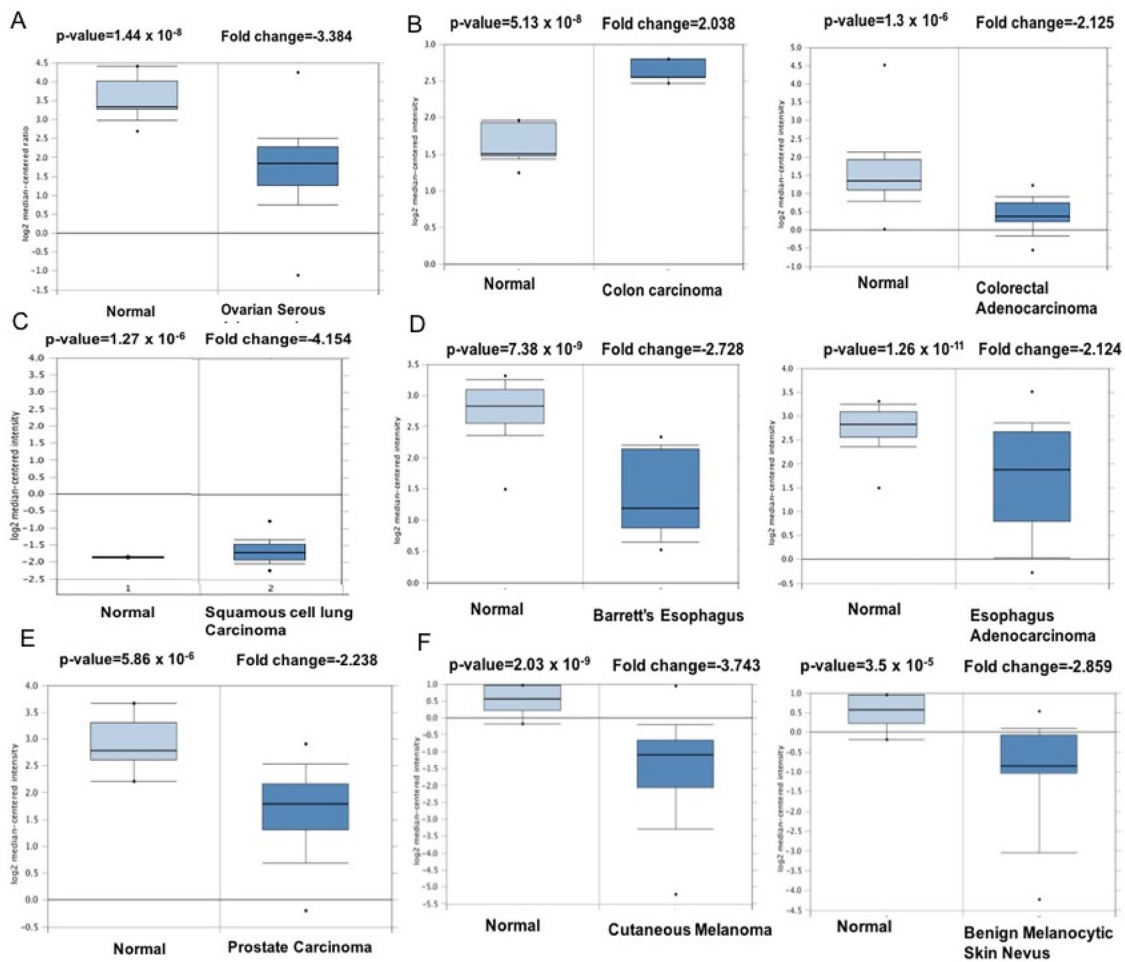 A
p-value=1.44 x 10-8 Fold change=-3.384
4.5
4.0
3.5
3.0
2.5
2.0
1.5
1.0
0.5
0.0
-0.5
-1.0
-1.5
log2 median-centered ratio
Normal
Ovarian Serous
B
p-value=5.13 x 10-8 Fold change=2.038
3.0
2.5
2.0
1.5
1.0
0.5
0.0
log2 median-centered intensity
Normal
Colon carcinoma
p-value=1.3 x 10-6 Fold change=-2.125
5.0
4.5
4.0
3.5
3.0
2.5
2.0
1.5
1.0
0.5
0.0
-0.5
-1.0
log2 median-centered intensity
Normal
Colorectal
Adenocarcinoma
C
p-value=1.27 x 10-6 Fold change=-4.154
4.0
3.5
3.0
2.5
2.0
1.5
1.0
0.5
0.0
-0.5
-1.0
-1.5
-2.0
-2.5
log2 median-centered intensity
1 2
Normal
Squamous cell lung
Carcinoma
D
p-value=7.38 x 10-9 Fold change=-2.728
3.5
3.0
2.5
2.0
1.5
1.0
0.5
0.0
log2 median-centered intensity
Normal
Barrett's Esophagus
p-value=1.26 x 10-11 Fold change=-2.124
4.0
3.5
3.0
2.5
2.0
1.5
1.0
0.5
0.0
-0.5
log2 median-centered intensity
Normal
Esophagus
Adenocarcinoma
E
p-value=5.86 x 10-6 Fold change=-2.238
4.0
3.5
3.0
2.5
2.0
1.5
1.0
0.5
0.0
-0.5
log2 median-centered intensity
Normal
Prostate Carcinoma
F
p-value=2.03 x 10-9 Fold change=-3.743
1.0
0.5
0.0
-0.5
-1.0
-1.5
-2.0
-2.5
-3.0
-3.5
-4.0
-4.5
-5.0
-5.5
log2 median-centered intensity
Normal
Cutaneous Melanoma
p-value=3.5 x 10-5 Fold change=-2.859
1.0
0.5
0.0
-0.5
-1.0
-1.5
-2.0
-2.5
-3.0
-3.5
-4.0
-4.5
log2 median-centered intensity
Normal
Benign Melanocytic
Skin Nevus